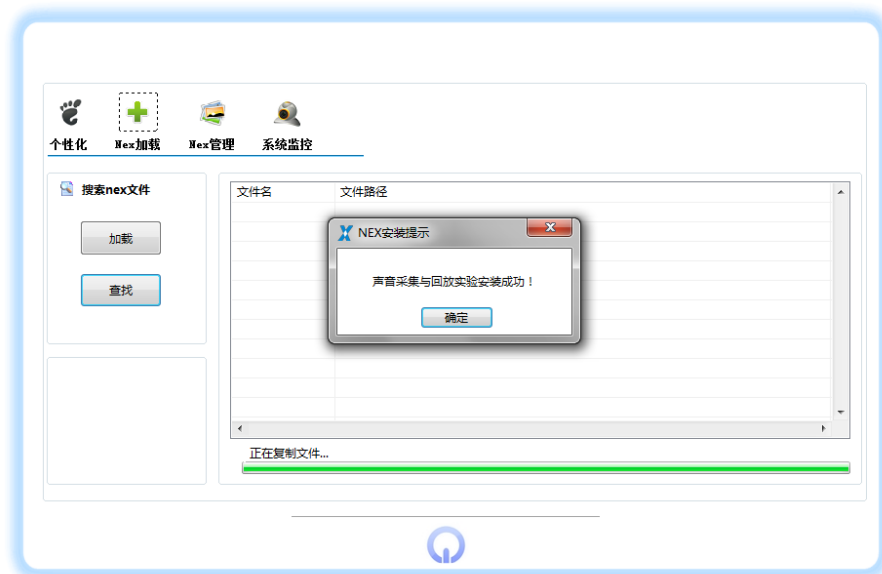 个性化 Nex加载 Nex管理 系统监控
搜索nex文件
加载
查找
文件名 文件路径
NEX安装提示
声音采集与回放实验安装成功！
确定
正在复制文件...